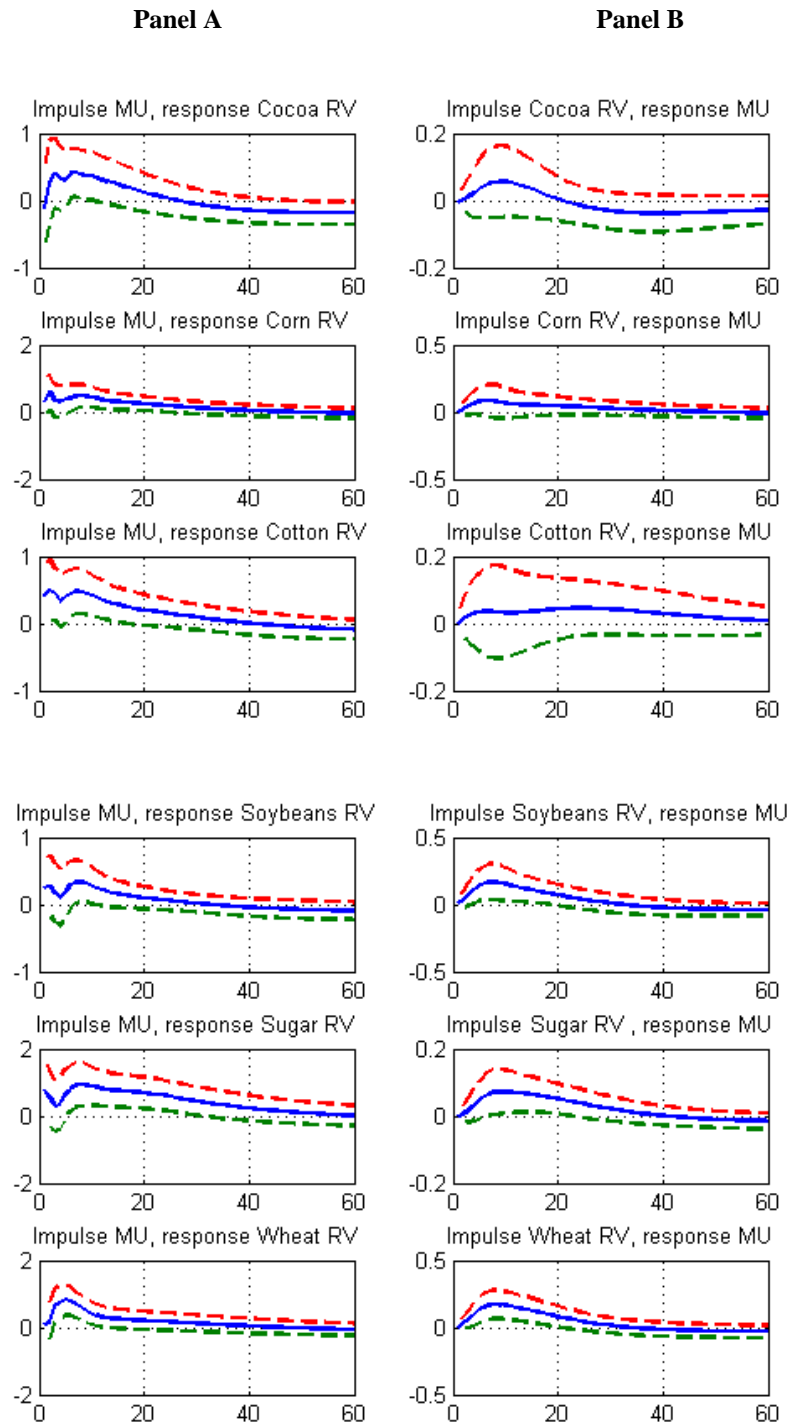 Panel A Panel B
Impulse MU, response Cocoa RV Impulse Cocoa RV, response MU
1 0.2
0 0
-1 -0.2
0 20 40 60 0 20 40 60
Impulse MU, response Corn RV Impulse Corn RV, response MU
2 0.5
0 0
-2 -0.5
0 20 40 60 0 20 40 60
Impulse MU, response Cotton RV Impulse Cotton RV, response MU
1 0.2
0 0
-1 -0.2
0 20 40 60 0 20 40 60
Impulse MU, response Soybeans RV Impulse Soybeans RV, response MU
1 0.5
0 0
-1 -0.5
0 20 40 60 0 20 40 60
Impulse MU, response Sugar RV Impulse Sugar RV , response MU
2 0.2
0 0
-2 -0.2
0 20 40 60 0 20 40 60
Impulse MU, response Wheat RV Impulse Wheat RV, response MU
2 0.5
0 0
-2 -0.5
0 20 40 60 0 20 40 60